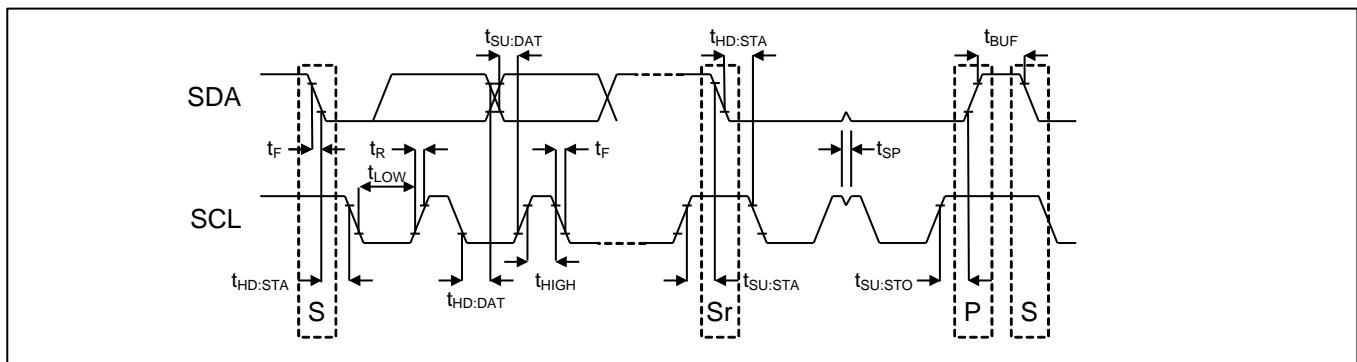 tSU:DAT
tHD:STA
tBUF
SDA
tF
tR
tLOW
tF
tSP
SCL
tHD:STA
tHD:DAT
tHIGH
tSU:STA
tSU:STO
S
Sr
P
S